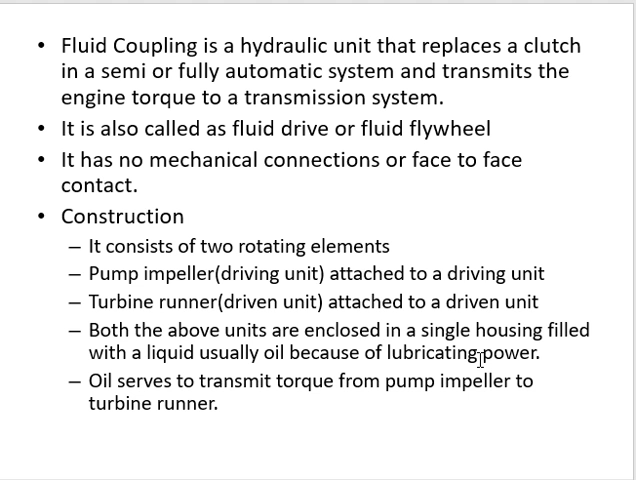 • Fluid Coupling is a hydraulic unit that replaces a clutch
in a semi or fully automatic system and transmits the
engine torque to a transmission system.
• It is also called as fluid drive or fluid flywheel
• It has no mechanical connections or face to face
contact.
• Construction
– It consists of two rotating elements
– Pump impeller(driving unit) attached to a driving unit
– Turbine runner(driven unit) attached to a driven unit
– Both the above units are enclosed in a single housing filled
with a liquid usually oil because of lubricating power.
– Oil serves to transmit torque from pump impeller to
turbine runner.